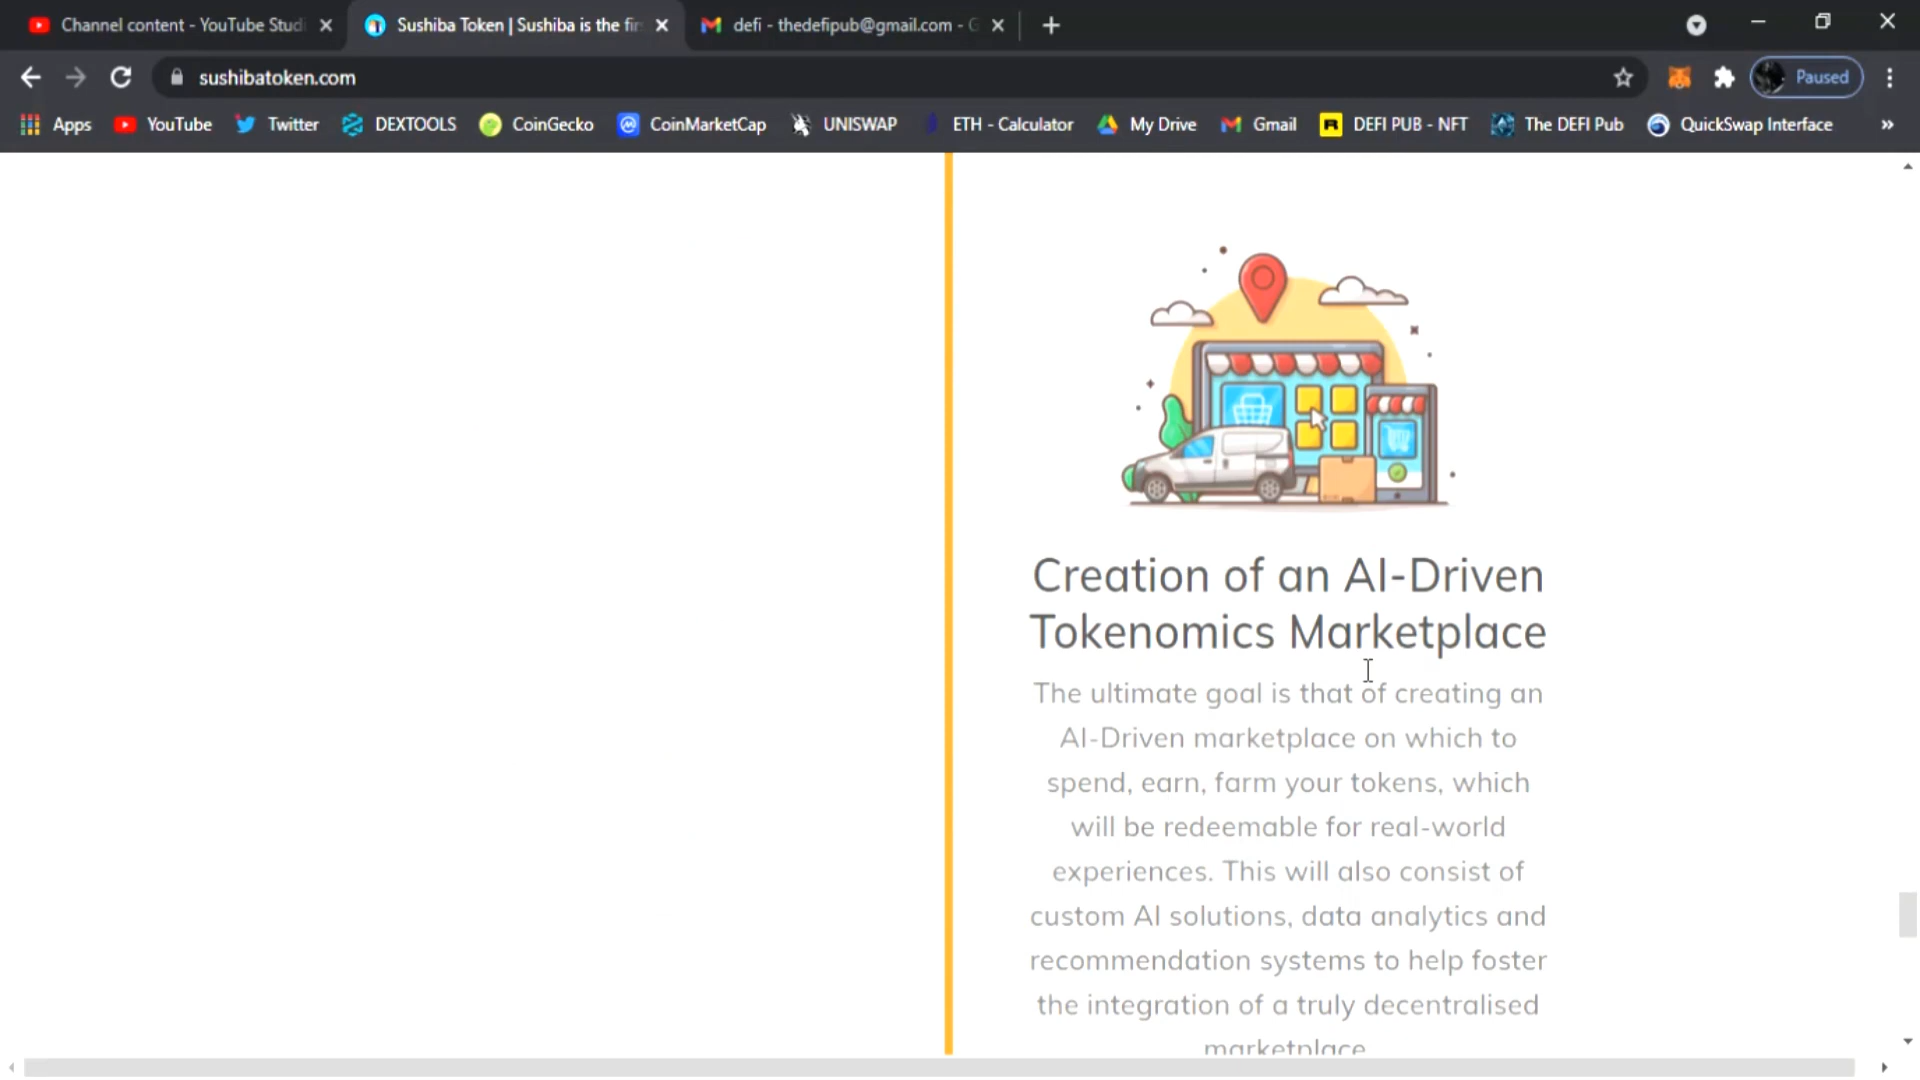 Channel content - YouTube Studi
Sushiba Token | Sushiba is the fir
defi - thedefipub@gmail.com - G
sushibatoken.com
Paused
Apps
YouTube
Twitter
DEXTOOLS
CoinGecko
CoinMarketCap
UNISWAP
ETH - Calculator
My Drive
Gmail
DEFI PUB - NFT
The DEFI Pub
QuickSwap Interface
»
Creation of an AI-Driven
Tokenomics Marketplace
The ultimate goal is that of creating an
AI-Driven marketplace on which to
spend, earn, farm your tokens, which
will be redeemable for real-world
experiences. This will also consist of
custom AI solutions, data analytics and
recommendation systems to help foster
the integration of a truly decentralised
marketplace